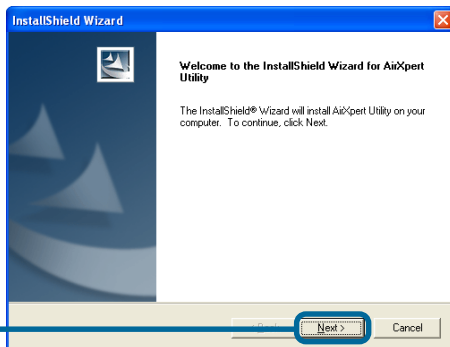 InstallShield Wizard
Welcome to the InstallShield Wizard for AirXpert
Utility
The InstallShield® Wizard will install AirXpert Utility on your
computer. To continue, click Next.
Next >
Cancel